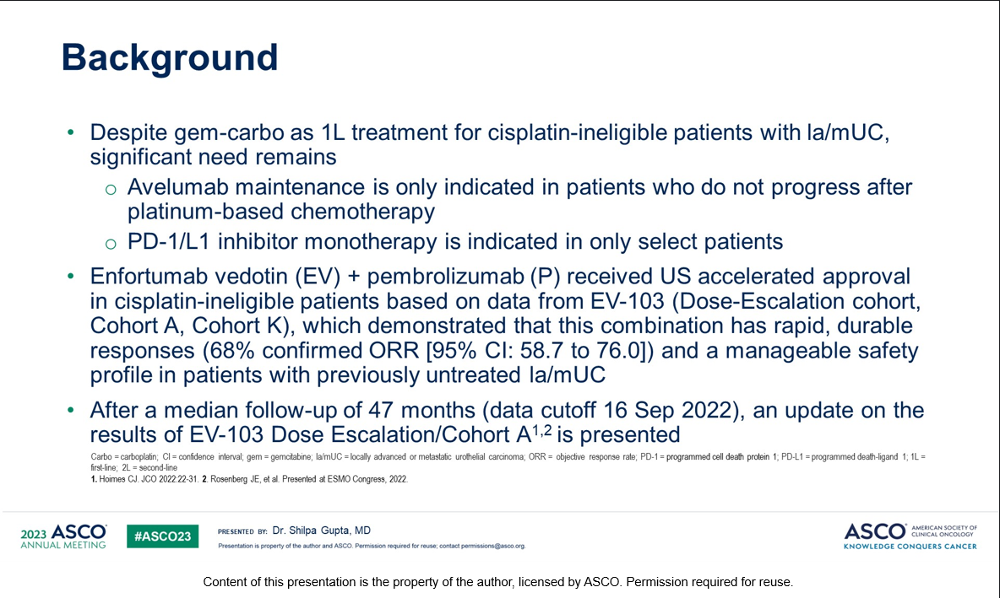 Background
• Despite gem-carbo as 1L treatment for cisplatin-ineligible patients with la/mUC,
significant need remains
o Avelumab maintenance is only indicated in patients who do not progress after
platinum-based chemotherapy
o PD-1/L1 inhibitor monotherapy is indicated in only select patients
• Enfortumab vedotin (EV) + pembrolizumab (P) received US accelerated approval
in cisplatin-ineligible patients based on data from EV-103 (Dose-Escalation cohort,
Cohort A, Cohort K), which demonstrated that this combination has rapid, durable
responses (68% confirmed ORR [95% CI: 58.7 to 76.0]) and a manageable safety
profile in patients with previously untreated la/mUC
• After a median follow-up of 47 months (data cutoff 16 Sep 2022), an update on the
results of EV-103 Dose Escalation/Cohort A1,2 is presented
Carbo = carboplatin; CI = confidence interval; gem = gemcitabine; la/mUC = locally advanced or metastatic urothelial carcinoma; ORR = objective response rate; PD-1 = programmed cell death protein 1; PD-L1 = programmed death-ligand 1; 1L =
first-line; 2L = second-line
1. Hoimes CJ. JCO 2022:22-31. 2. Rosenberg JE, et al. Presented at ESMO Congress, 2022.
2023 ASCO®
ANNUAL MEETING
#ASCO23
PRESENTED BY: Dr. Shilpa Gupta, MD
Presentation is property of the author and ASCO. Permission required for reuse; contact permissions@asco.org.
ASCO® AMERICAN SOCIETY OF
CLINICAL ONCOLOGY
KNOWLEDGE CONQUERS CANCER
Content of this presentation is the property of the author, licensed by ASCO. Permission required for reuse.